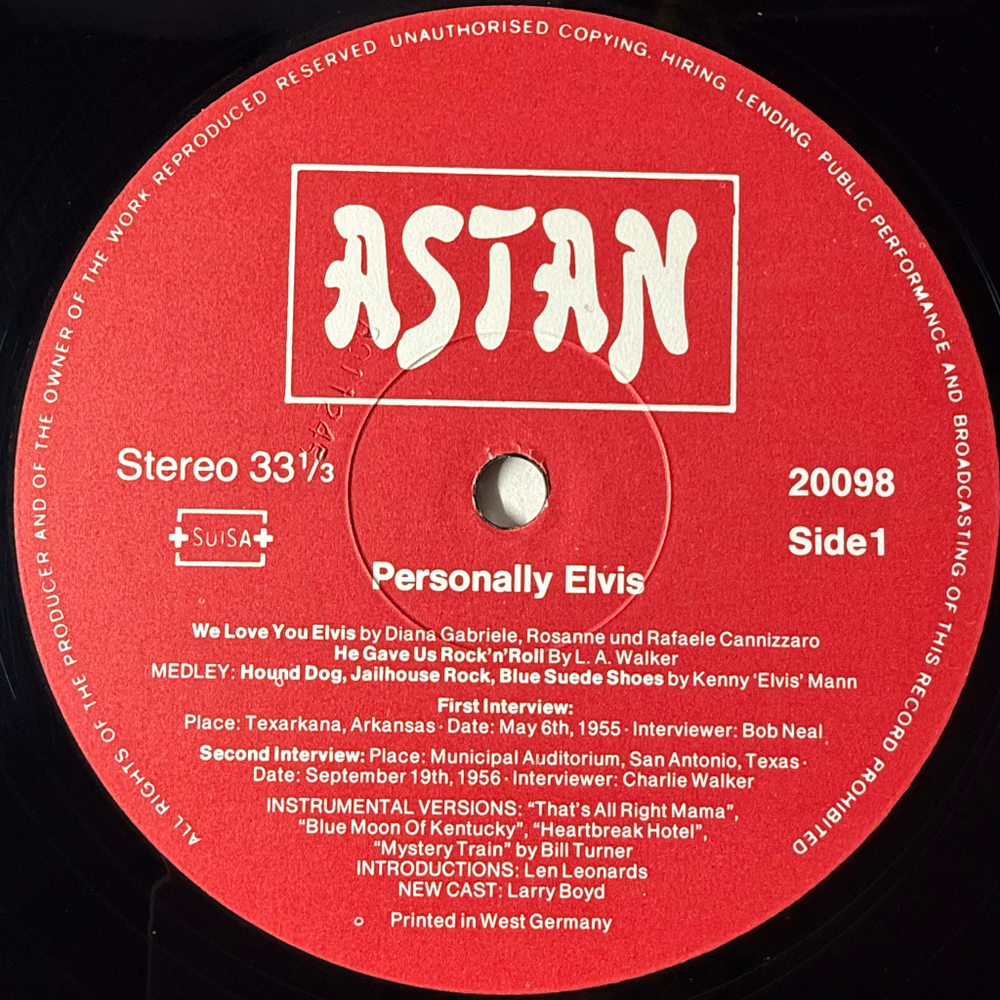 ALL RIGHTS OF THE PRODUCER AND OF THE OWNER OF THE WORK REPRODUCED RESERVED UNAUTHORISED COPYING. HIRING. LENDING. PUBLIC PERFORMANCE AND BROADCASTING OF THIS RECORD PROHIBITED
ASTAN
Stereo 33⅓
20098
SUISA
Side 1
Personally Elvis
We Love You Elvis by Diana Gabriele, Rosanne und Rafaele Cannizzaro
He Gave Us Rock'n'Roll By L. A. Walker
MEDLEY: Hound Dog, Jailhouse Rock, Blue Suede Shoes by Kenny 'Elvis' Mann
First Interview:
Place: Texarkana, Arkansas · Date: May 6th, 1955 · Interviewer: Bob Neal
Second Interview: Place: Municipal Auditorium, San Antonio, Texas ·
Date: September 19th, 1956 · Interviewer: Charlie Walker
INSTRUMENTAL VERSIONS: “That's All Right Mama”,
“Blue Moon Of Kentucky”, “Heartbreak Hotel”,
“Mystery Train” by Bill Turner
INTRODUCTIONS: Len Leonards
NEW CAST: Larry Boyd
Printed in West Germany